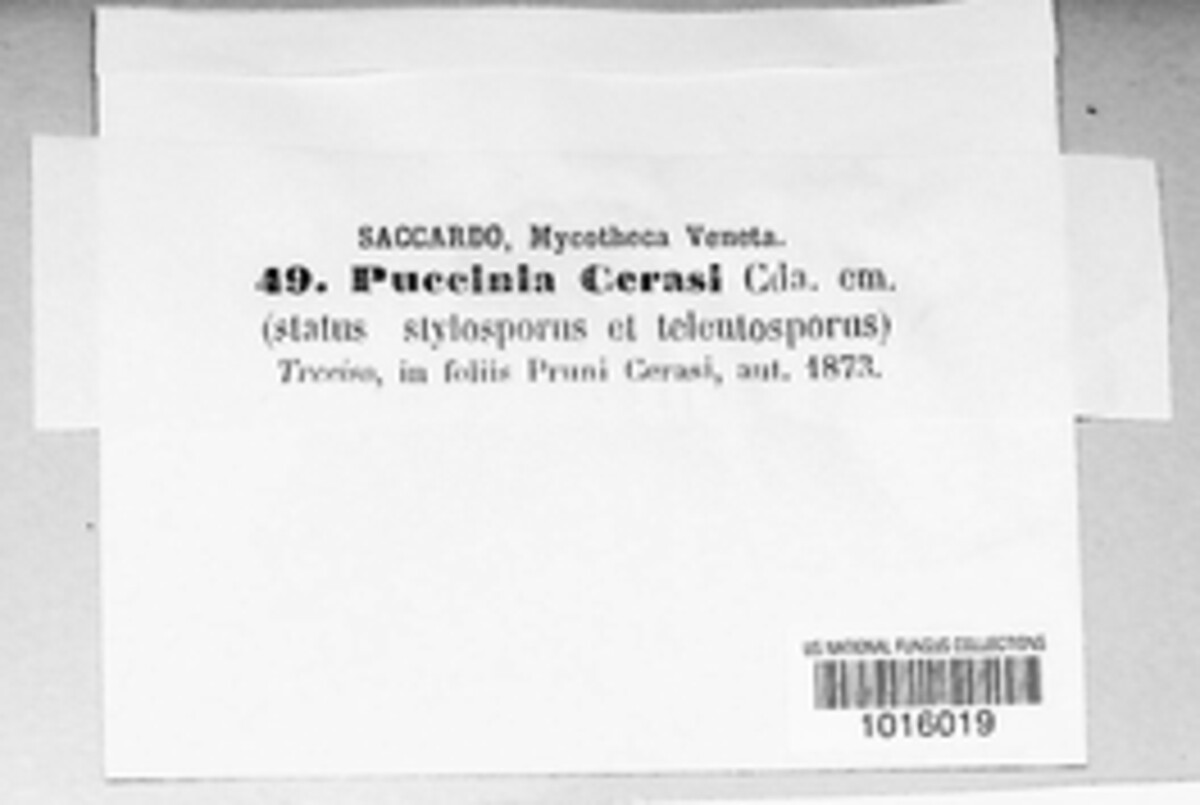 SACCARDO, Mycotheca Veneta.
49. Puccinia Cerasi Cda. em.
(status stylosporus et teleutosporus)
Treviso, in foliis Pruni Cerasi, aut. 1873.
US NATIONAL FUNGUS COLLECTIONS
1016019